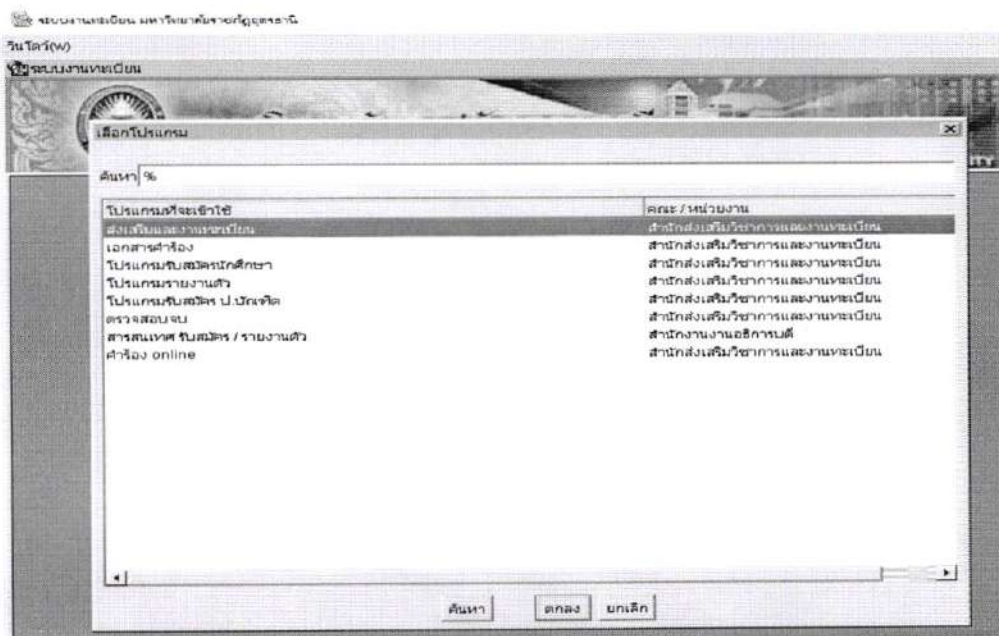 ระบบงานทะเบียน มหาวิทยาลัยราชภัฏอุดรธานี
วินโดว์(W)
ระบบงานทะเบียน
เลือกโปรแกรม
ค้นหา %
โปรแกรมที่จะเข้าใช้ คณะ / หน่วยงาน
ส่งเสริมและงานทะเบียน สำนักส่งเสริมวิชาการและงานทะเบียน
เอกสารคำร้อง สำนักส่งเสริมวิชาการและงานทะเบียน
โปรแกรมรับสมัครนักศึกษา สำนักส่งเสริมวิชาการและงานทะเบียน
โปรแกรมรายงานตัว สำนักส่งเสริมวิชาการและงานทะเบียน
โปรแกรมรับสมัคร ป.บัณฑิต สำนักส่งเสริมวิชาการและงานทะเบียน
ตรวจสอบจบ สำนักส่งเสริมวิชาการและงานทะเบียน
สารสนเทศ รับสมัคร / รายงานตัว สำนักงานงานอธิการบดี
คำร้อง online สำนักส่งเสริมวิชาการและงานทะเบียน
ค้นหา ตกลง ยกเลิก